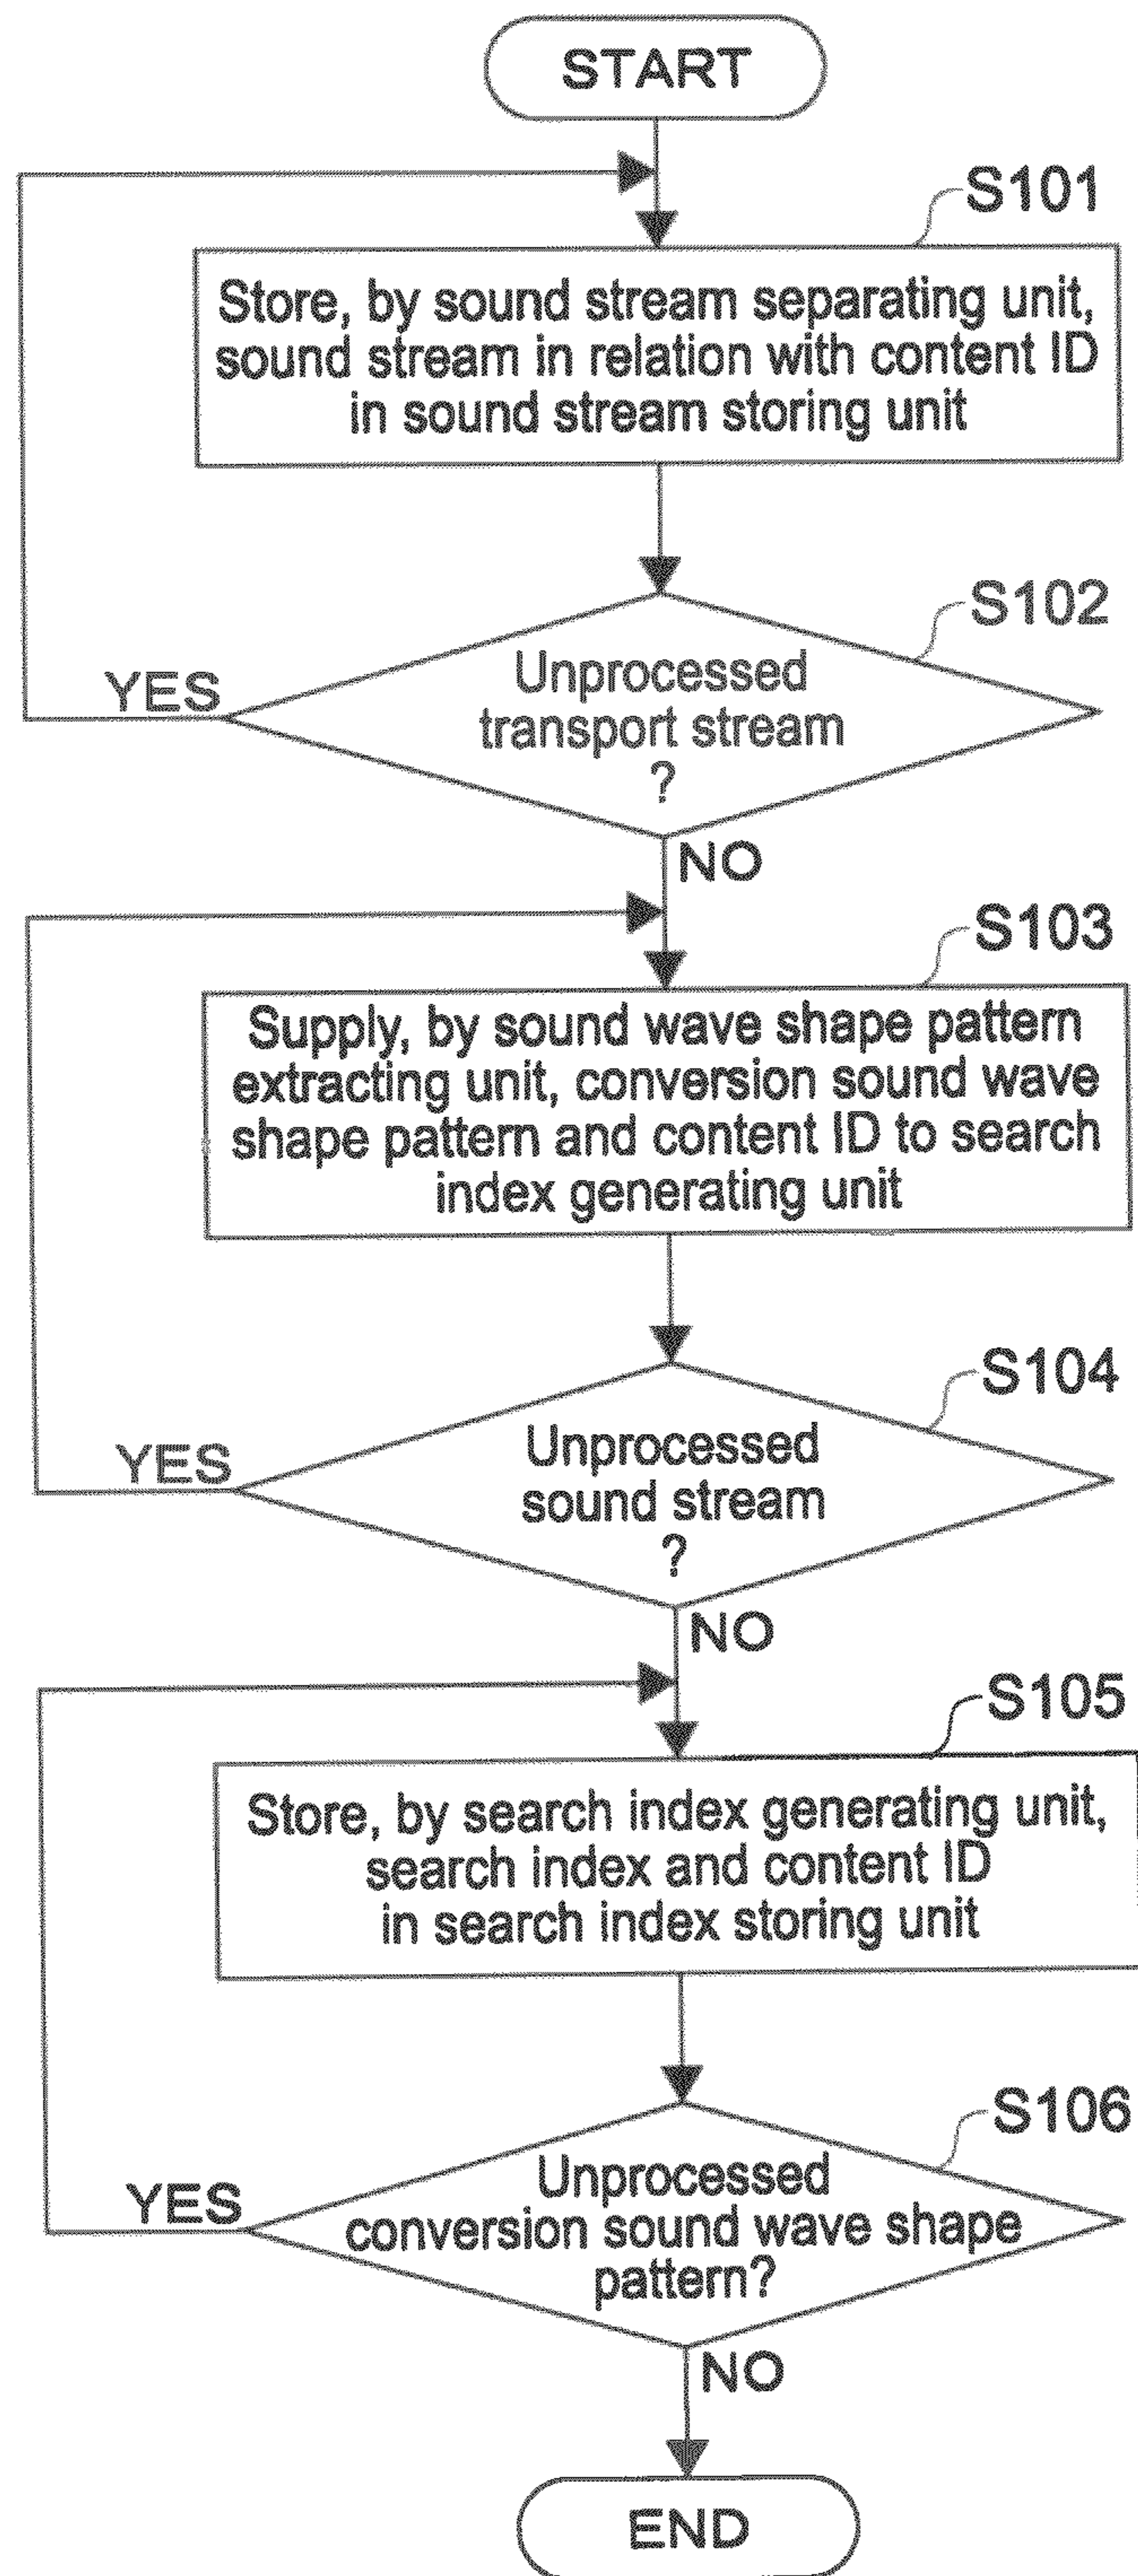 START
S101
Store, by sound stream separating unit,
sound stream in relation with content ID
in sound stream storing unit
S102
Unprocessed
transport stream
?
YES
NO
S103
Supply, by sound wave shape pattern
extracting unit, conversion sound wave
shape pattern and content ID to search
index generating unit
S104
Unprocessed
sound stream
?
YES
NO
S105
Store, by search index generating unit,
search index and content ID
in search index storing unit
S106
Unprocessed
conversion sound wave shape
pattern?
YES
NO
END